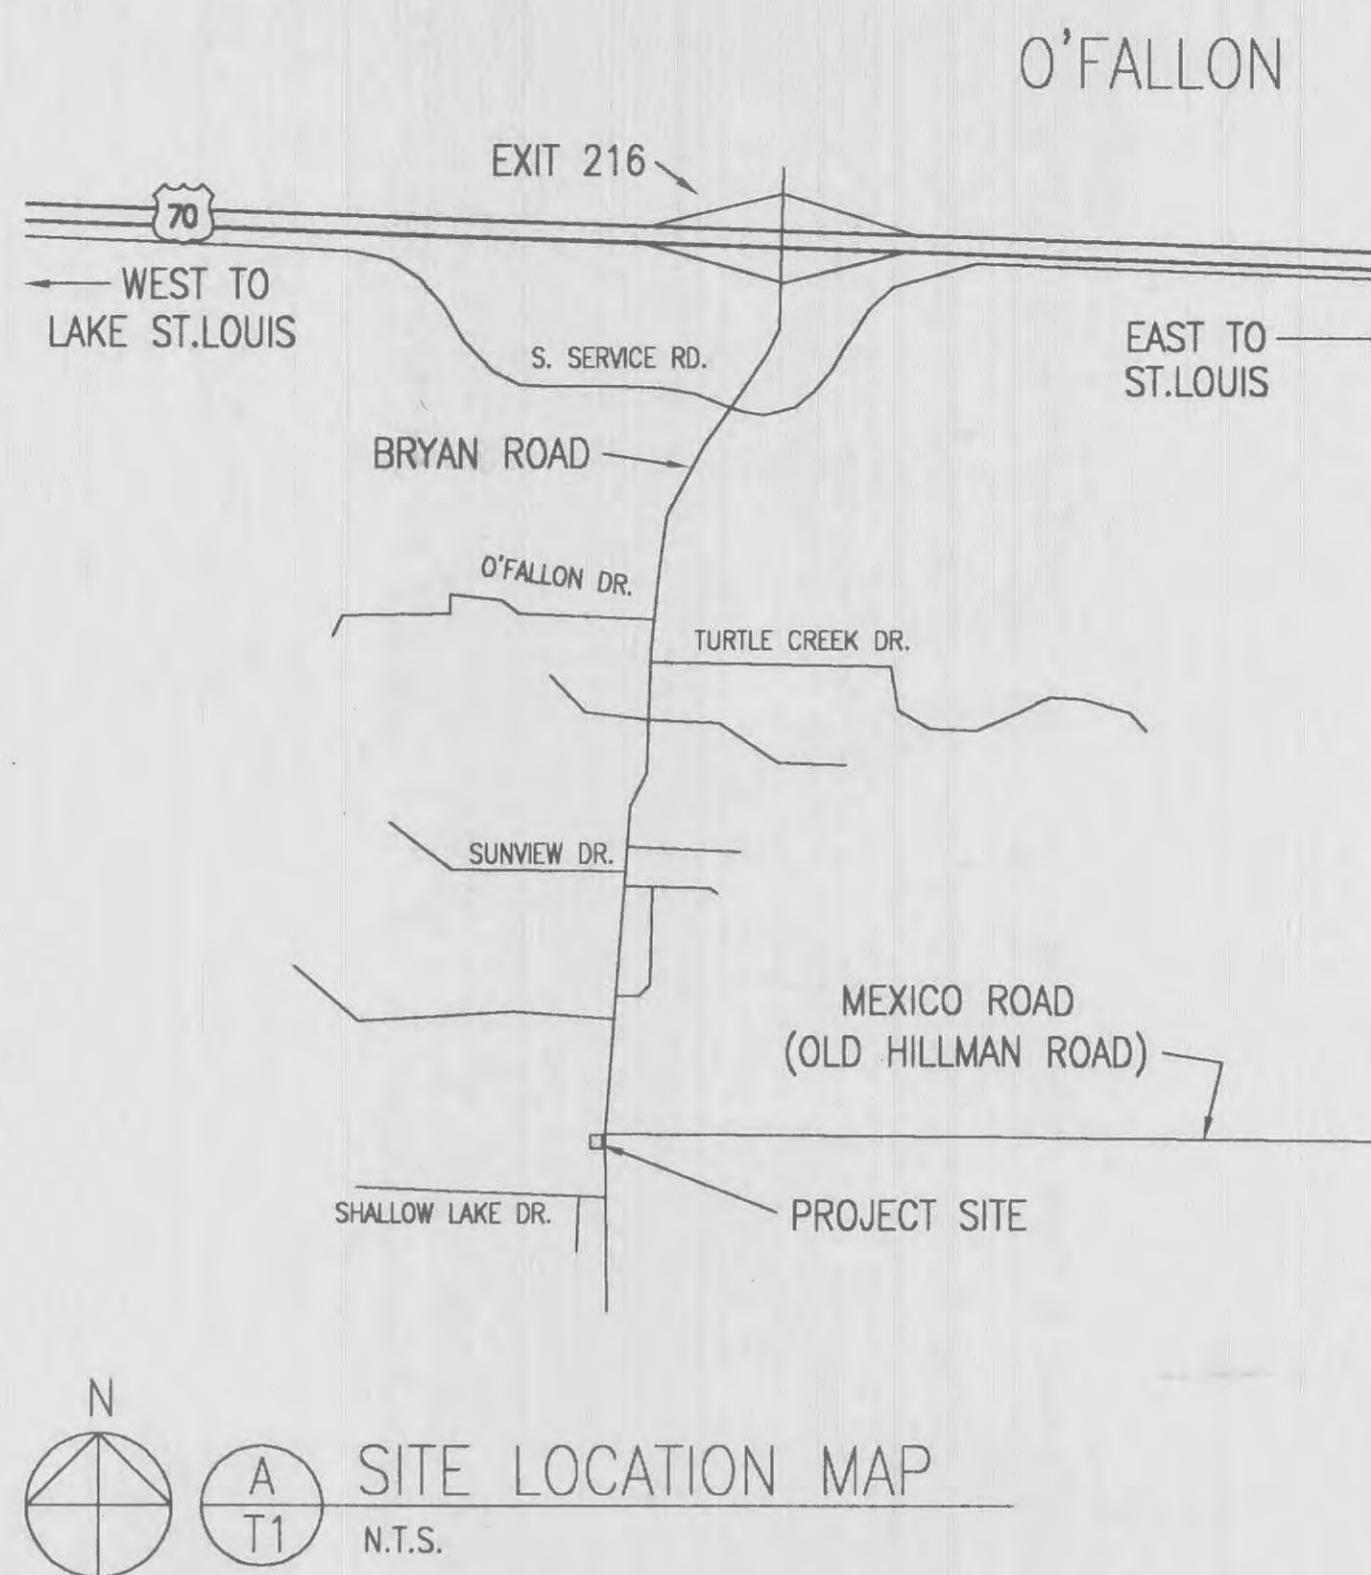 O'FALLON
EXIT 216
70
WEST TO
LAKE ST.LOUIS
EAST TO
ST.LOUIS
S. SERVICE RD.
BRYAN ROAD
O'FALLON DR.
TURTLE CREEK DR.
SUNVIEW DR.
MEXICO ROAD
(OLD HILLMAN ROAD)
SHALLOW LAKE DR.
PROJECT SITE
N
A
T1
SITE LOCATION MAP
N.T.S.